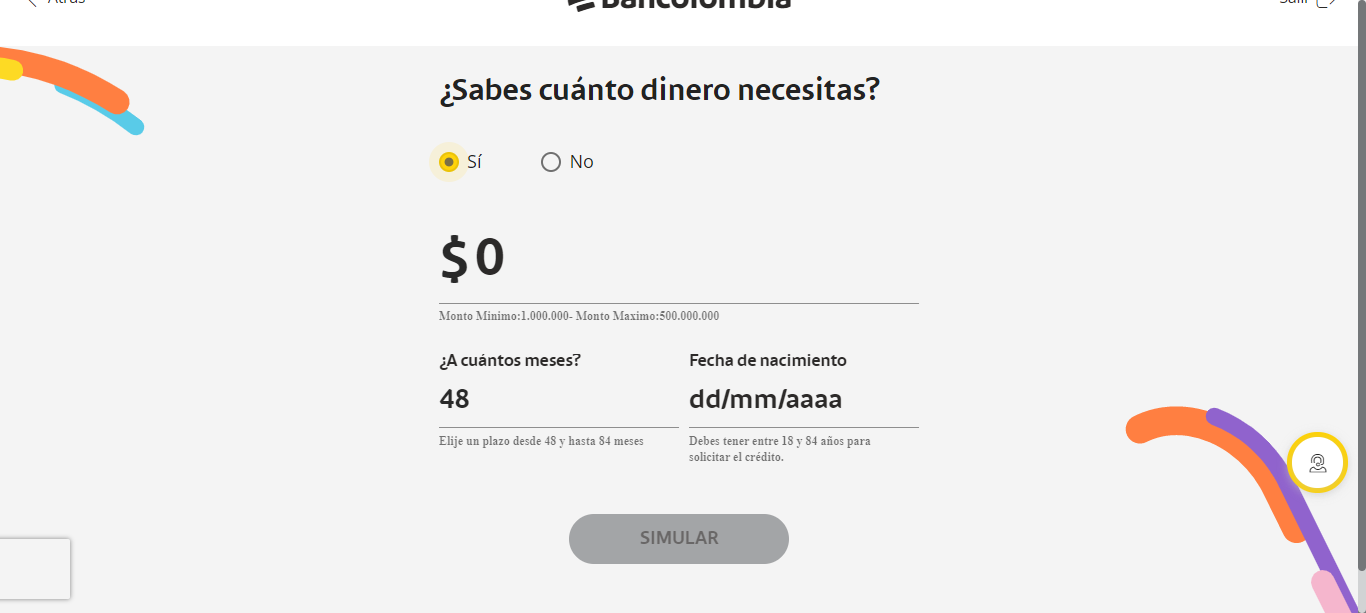 Atrás
Bancolombia
Salir
¿Sabes cuánto dinero necesitas?
Sí
No
$ 0
Monto Mínimo:1.000.000- Monto Maximo:500.000.000
¿A cuántos meses?
Fecha de nacimiento
48
dd/mm/aaaa
Elije un plazo desde 48 y hasta 84 meses
Debes tener entre 18 y 84 años para
solicitar el crédito.
SIMULAR